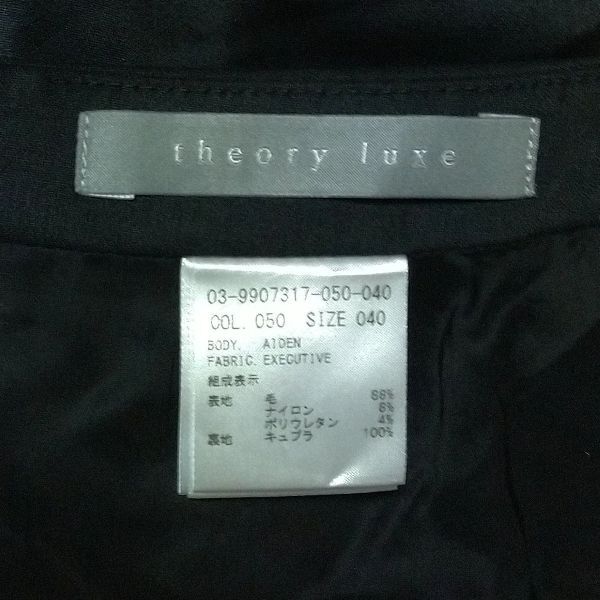 theory luxe
03-9907317-050-040
COL. 050 SIZE 040
BODY. AIDEN
FABRIC. EXECUTIVE
組成表示
表地 毛 88%
ナイロン 8%
ポリウレタン 4%
裏地 キュプラ 100%